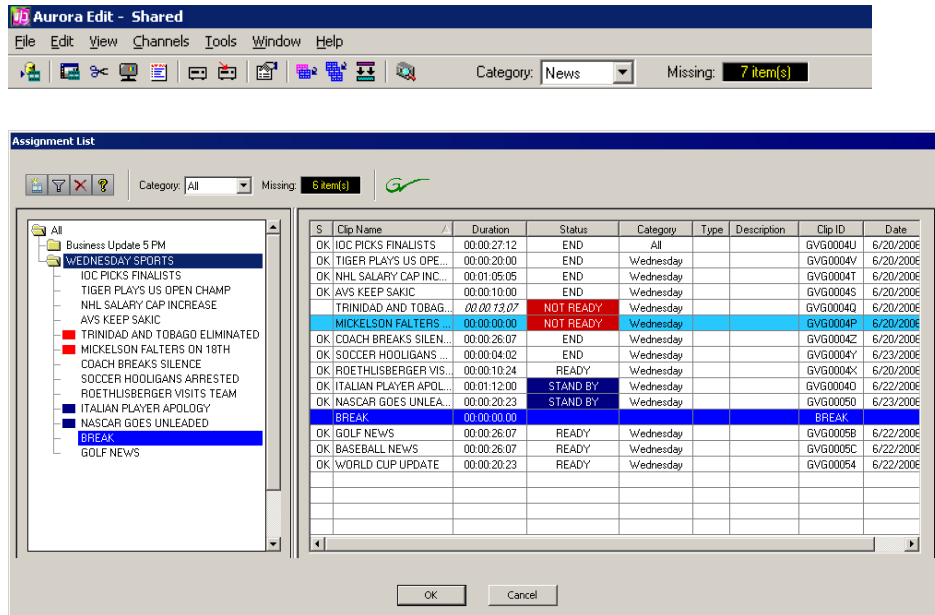 Aurora Edit - Shared
File Edit View Channels Tools Window Help
Category: News Missing: 7 item(s)
Assignment List
Category: All Missing: 6 item(s)
All
Business Update 5 PM
WEDNESDAY SPORTS
IOC PICKS FINALISTS
TIGER PLAYS US OPEN CHAMP
NHL SALARY CAP INCREASE
AVS KEEP SAKIC
TRINIDAD AND TOBAGO ELIMINATED
MICKELSON FALTERS ON 18TH
COACH BREAKS SILENCE
SOCCER HOOLIGANS ARRESTED
ROETHLISBERGER VISITS TEAM
ITALIAN PLAYER APOLOGY
NASCAR GOES UNLEADED
BREAK
GOLF NEWS
S Clip Name Duration Status Category Type Description Clip ID Date
OK IOC PICKS FINALISTS 00:00:27:12 END All GVG0004U 6/20/2006
OK TIGER PLAYS US OPE... 00:00:20:00 END Wednesday GVG0004V 6/20/2006
OK NHL SALARY CAP INC... 00:01:05:05 END Wednesday GVG0004T 6/20/2006
OK AVS KEEP SAKIC 00:00:10:00 END Wednesday GVG0004S 6/20/2006
TRINIDAD AND TOBAG... 00:00:13;07 NOT READY Wednesday GVG0004Q 6/20/2006
MICKELSON FALTERS ... 00:00:00:00 NOT READY Wednesday GVG0004P 6/20/2006
OK COACH BREAKS SILEN... 00:00:26:07 END Wednesday GVG0004Z 6/20/2006
OK SOCCER HOOLIGANS ... 00:00:04:02 END Wednesday GVG0004Y 6/23/2006
OK ROETHLISBERGER VIS... 00:00:10:24 READY Wednesday GVG0004X 6/20/2006
OK ITALIAN PLAYER APOL... 00:01:12:00 STAND BY Wednesday GVG0004O 6/22/2006
OK NASCAR GOES UNLEA... 00:00:20:23 STAND BY Wednesday GVG00050 6/23/2006
BREAK 00:00:00:00 BREAK
OK GOLF NEWS 00:00:26:07 READY Wednesday GVG0005B 6/22/2006
OK BASEBALL NEWS 00:00:26:07 READY Wednesday GVG0005C 6/22/2006
OK WORLD CUP UPDATE 00:00:20:23 READY Wednesday GVG00054 6/22/2006
OK Cancel